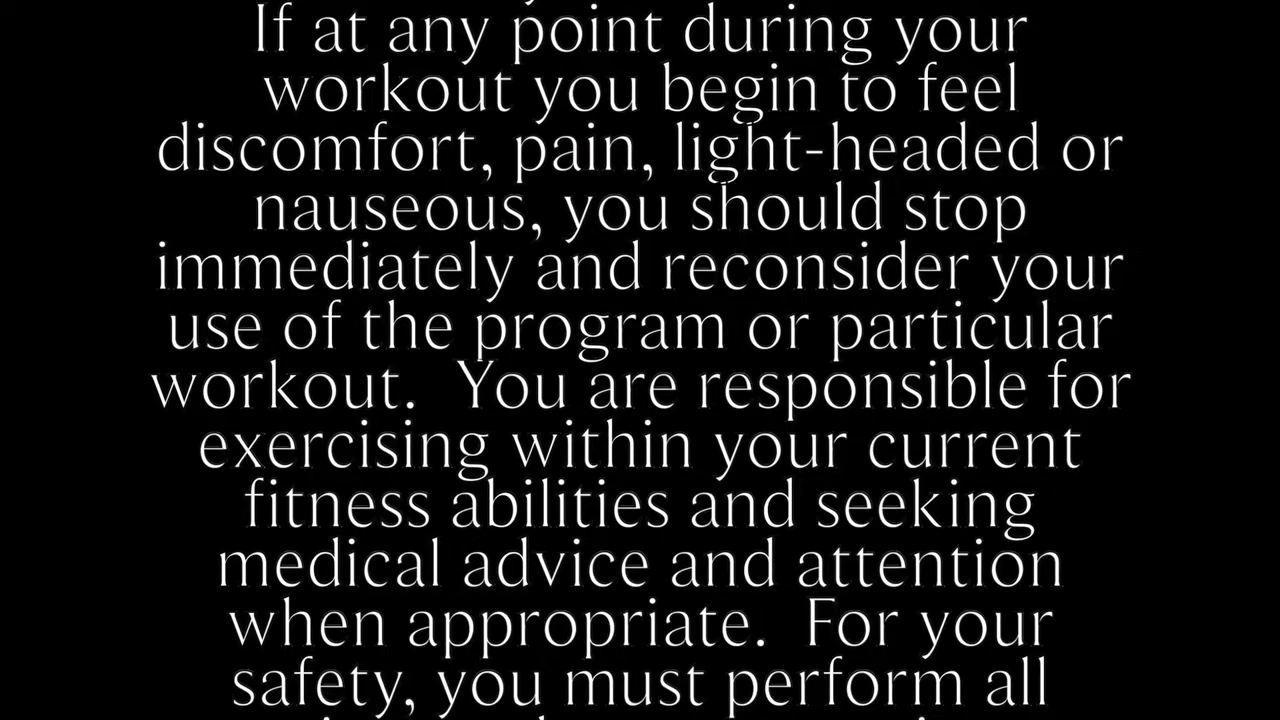 If at any point during your
workout you begin to feel
discomfort, pain, light-headed or
nauseous, you should stop
immediately and reconsider your
use of the program or particular
workout.  You are responsible for
exercising within your current
fitness abilities and seeking
medical advice and attention
when appropriate.  For your
safety, you must perform all